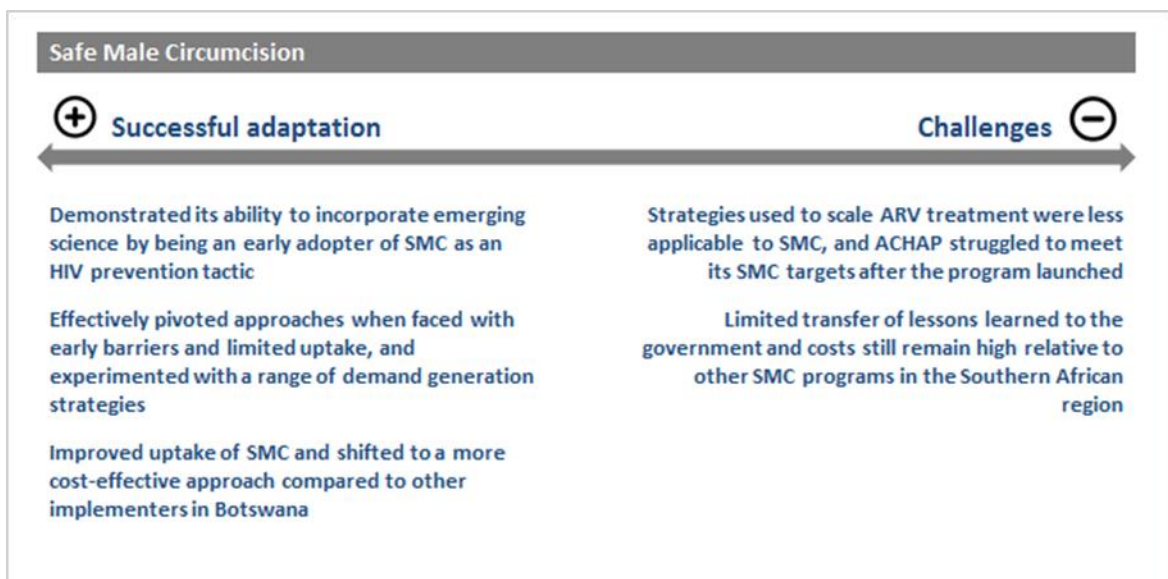 Safe Male Circumcision
Successful adaptation
Challenges
Demonstrated its ability to incorporate emerging
science by being an early adopter of SMC as an
HIV prevention tactic
Effectively pivoted approaches when faced with
early barriers and limited uptake, and
experimented with a range of demand generation
strategies
Improved uptake of SMC and shifted to a more
cost-effective approach compared to other
implementers in Botswana
Strategies used to scale ARV treatment were less
applicable to SMC, and ACHAP struggled to meet
its SMC targets after the program launched
Limited transfer of lessons learned to the
government and costs still remain high relative to
other SMC programs in the Southern African
region